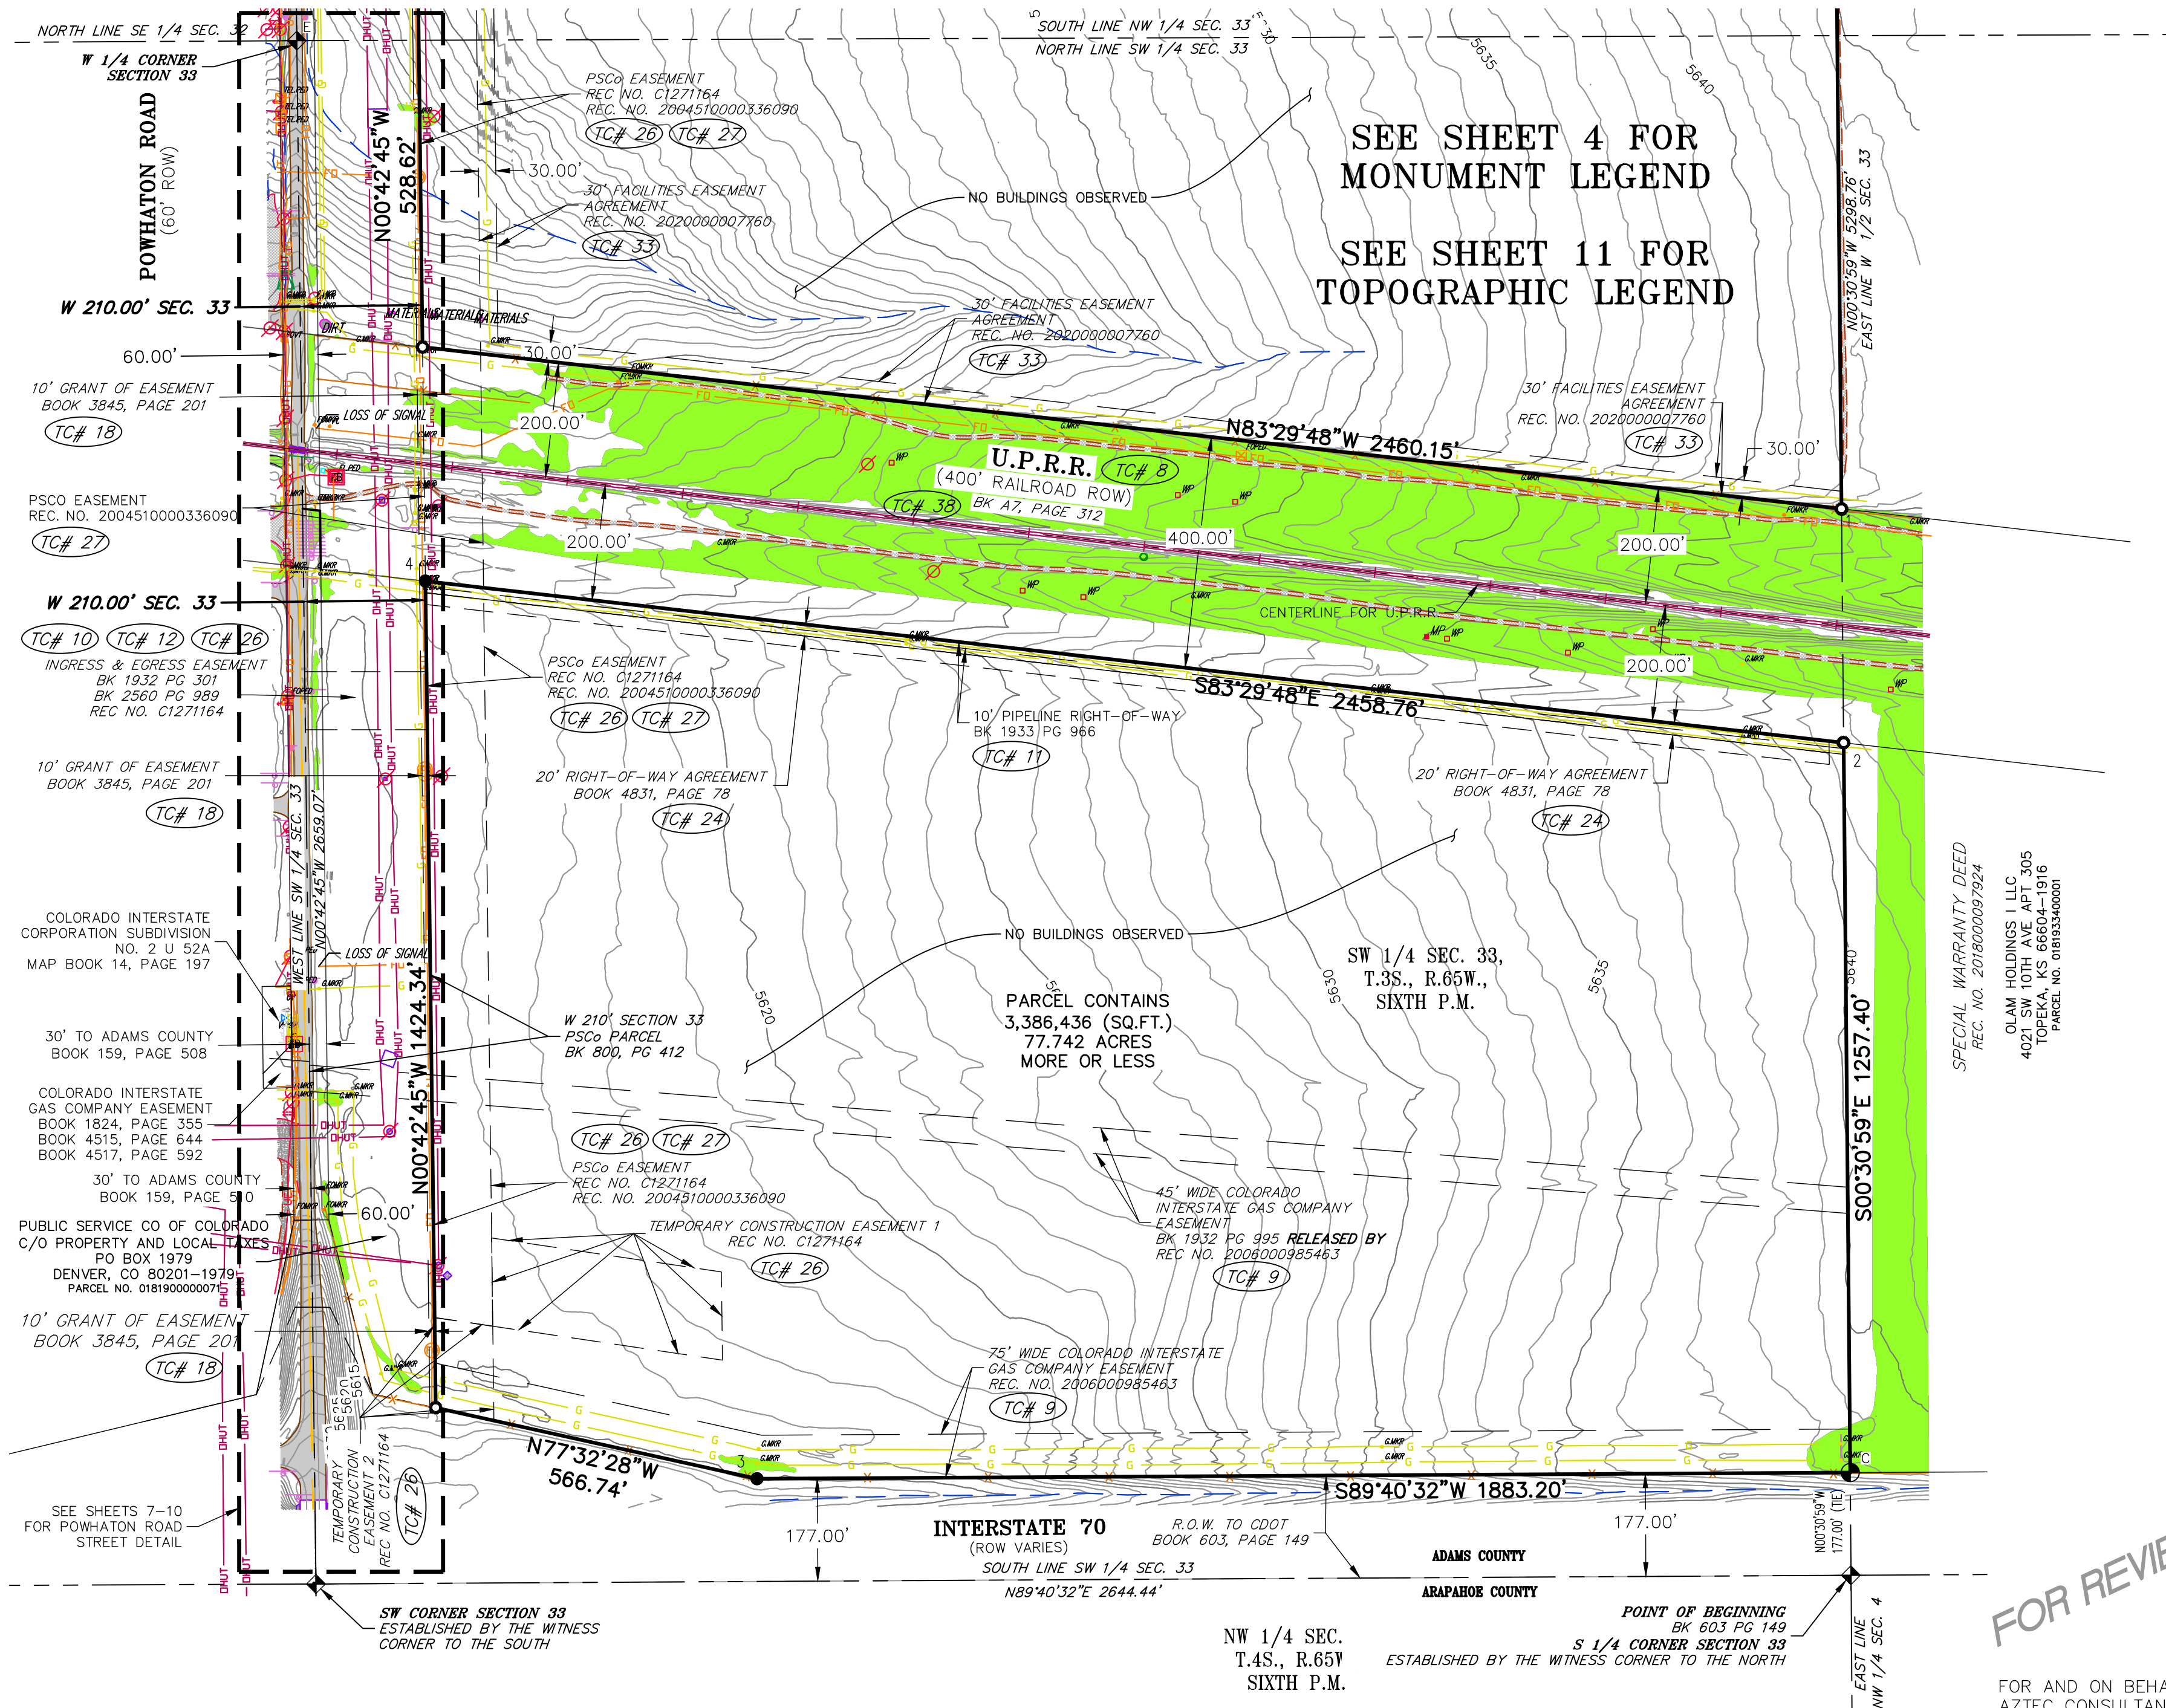 NORTH LINE SE 1/4 SEC. 32
W 1/4 CORNER
SECTION 33
E
SOUTH LINE NW 1/4 SEC. 33
NORTH LINE SW 1/4 SEC. 33
5630
5635
5640
POWHATON ROAD
(60' ROW)
N00°42'45"W
528.62'
PSCo EASEMENT
REC NO. C1271164
REC. NO. 2004510000336090
TC# 26 TC# 27
30.00'
30' FACILITIES EASEMENT
AGREEMENT
REC. NO. 2020000007760
TC# 33
NO BUILDINGS OBSERVED
SEE SHEET 4 FOR
MONUMENT LEGEND
SEE SHEET 11 FOR
TOPOGRAPHIC LEGEND
N00°30'59"W 5298.76'
EAST LINE W 1/2 SEC. 33
W 210.00' SEC. 33
60.00'
DIRT
MATERIALS
MATERIALS
MATERIALS
30.00'
30' FACILITIES EASEMENT
AGREEMENT
REC. NO. 2020000007760
TC# 33
10' GRANT OF EASEMENT
BOOK 3845, PAGE 201
TC# 18
LOSS OF SIGNAL
200.00'
N83°29'48"W 2460.15'
30' FACILITIES EASEMENT
AGREEMENT
REC. NO. 2020000007760
TC# 33
30.00'
U.P.R.R.
TC# 8
(400' RAILROAD ROW)
TC# 38
BK A7, PAGE 312
PSCO EASEMENT
REC. NO. 2004510000336090
TC# 27
200.00'
400.00'
200.00'
1
4
W 210.00' SEC. 33
TC# 10 TC# 12 TC# 26
INGRESS & EGRESS EASEMENT
BK 1932 PG 301
BK 2560 PG 989
REC NO. C1271164
CENTERLINE FOR U.P.R.R.
MP
WP
200.00'
PSCo EASEMENT
REC NO. C1271164
REC. NO. 2004510000336090
TC# 26 TC# 27
S83°29'48"E 2458.76'
10' PIPELINE RIGHT-OF-WAY
BK 1933 PG 966
TC# 11
2
10' GRANT OF EASEMENT
BOOK 3845, PAGE 201
TC# 18
20' RIGHT-OF-WAY AGREEMENT
BOOK 4831, PAGE 78
TC# 24
20' RIGHT-OF-WAY AGREEMENT
BOOK 4831, PAGE 78
TC# 24
WEST LINE SW 1/4 SEC. 33
N00°42'45"W 2659.07'
SPECIAL WARRANTY DEED
REC. NO. 2018000097924
OLAM HOLDINGS I LLC
4021 SW 10TH AVE APT 305
TOPEKA, KS 66604-1916
PARCEL NO. 0181933400001
COLORADO INTERSTATE
CORPORATION SUBDIVISION
NO. 2 U 52A
MAP BOOK 14, PAGE 197
LOSS OF SIGNAL
NO BUILDINGS OBSERVED
SW 1/4 SEC. 33,
T.3S., R.65W.,
SIXTH P.M.
5620
5630
5635
5640
PARCEL CONTAINS
3,386,436 (SQ.FT.)
77.742 ACRES
MORE OR LESS
N00°42'45"W 1424.34'
W 210' SECTION 33
PSCo PARCEL
BK 800, PG 412
S00°30'59"E 1257.40'
30' TO ADAMS COUNTY
BOOK 159, PAGE 508
COLORADO INTERSTATE
GAS COMPANY EASEMENT
BOOK 1824, PAGE 355
BOOK 4515, PAGE 644
BOOK 4517, PAGE 592
TC# 26 TC# 27
PSCo EASEMENT
REC NO. C1271164
REC. NO. 2004510000336090
30' TO ADAMS COUNTY
BOOK 159, PAGE 510
60.00'
TEMPORARY CONSTRUCTION EASEMENT 1
REC NO. C1271164
TC# 26
45' WIDE COLORADO
INTERSTATE GAS COMPANY
EASEMENT
BK 1932 PG 995 RELEASED BY
REC NO. 2006000985463
TC# 9
PUBLIC SERVICE CO OF COLORADO
C/O PROPERTY AND LOCAL TAXES
PO BOX 1979
DENVER, CO 80201-1979
PARCEL NO. 0181900000071
10' GRANT OF EASEMENT
BOOK 3845, PAGE 201
TC# 18
75' WIDE COLORADO INTERSTATE
GAS COMPANY EASEMENT
REC. NO. 2006000985463
TC# 9
5625
5620
5615
N77°32'28"W
566.74'
3
C
S89°40'32"W 1883.20'
TEMPORARY
CONSTRUCTION
EASEMENT 2
REC NO. C1271164
TC# 26
SEE SHEETS 7-10
FOR POWHATON ROAD
STREET DETAIL
177.00'
INTERSTATE 70
(ROW VARIES)
R.O.W. TO CDOT
BOOK 603, PAGE 149
177.00'
N00°30'59"W
177.00' (TIE)
ADAMS COUNTY
SOUTH LINE SW 1/4 SEC. 33
N89°40'32"E 2644.44'
ARAPAHOE COUNTY
SW CORNER SECTION 33
ESTABLISHED BY THE WITNESS
CORNER TO THE SOUTH
POINT OF BEGINNING
BK 603 PG 149
S 1/4 CORNER SECTION 33
ESTABLISHED BY THE WITNESS CORNER TO THE NORTH
NW 1/4 SEC.
T.4S., R.65W
SIXTH P.M.
EAST LINE
NW 1/4 SEC. 4
FOR REVIE
FOR AND ON BEHA
AZTEC CONSULTAN